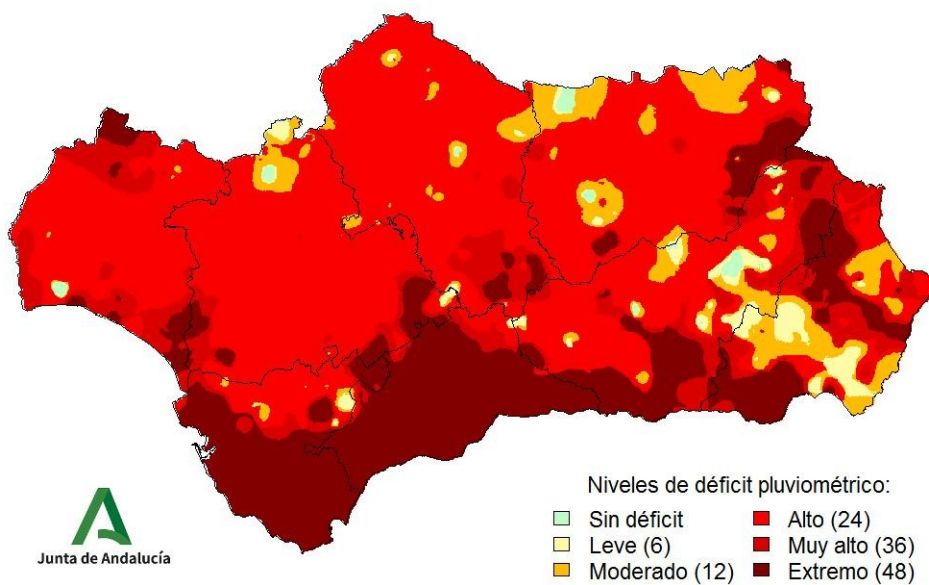 Niveles de déficit pluviométrico:
Sin déficit
Leve (6)
Moderado (12)
Alto (24)
Muy alto (36)
Extremo (48)
Junta de Andalucía